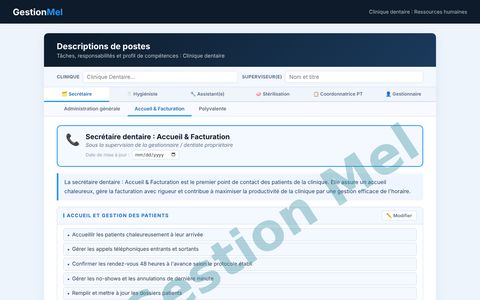 GestionMel
Clinique dentaire : Ressources humaines
Descriptions de postes
Tâches, responsabilités et profil de compétences : Clinique dentaire
CLINIQUE Clinique Dentaire... SUPERVISEUR(E) Nom et titre
Secrétaire Hygiéniste Assistant(e) Stérilisation Coordonnatrice PT Gestionnaire
Administration générale Accueil & Facturation Polyvalente
Secrétaire dentaire : Accueil & Facturation
Sous la supervision de la gestionnaire / dentiste propriétaire
Date de mise à jour : mm/dd/yyyy
La secrétaire dentaire : Accueil & Facturation est le premier point de contact des patients de la clinique. Elle assure un accueil
chaleureux, gère la facturation avec rigueur et contribue à maximiser la productivité de la clinique par une gestion efficace de l'horaire.
ACCUEIL ET GESTION DES PATIENTS
Modifier
• Accueillir les patients chaleureusement à leur arrivée
• Gérer les appels téléphoniques entrants et sortants
• Confirmer les rendez-vous 48 heures à l'avance selon le protocole établi
• Gérer les no-shows et les annulations de dernière minute
• Remplir et mettre à jour les dossiers patients
Gestion Mel